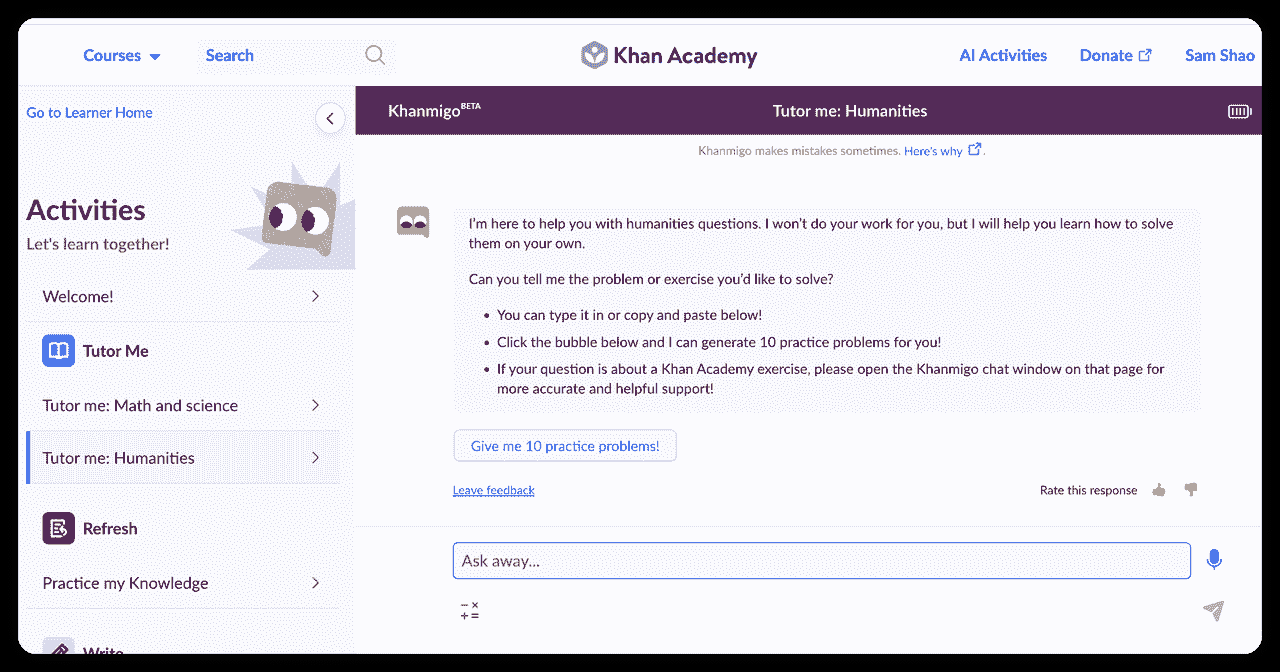 Courses
Search
Khan Academy
AI Activities
Donate
Sam Shao
Go to Learner Home
Activities
Let's learn together!
Welcome!
Tutor Me
Tutor me: Math and science
Tutor me: Humanities
Refresh
Practice my Knowledge
Write
KhanmigoBETA
Tutor me: Humanities
Khanmigo makes mistakes sometimes. Here's why .
I'm here to help you with humanities questions. I won't do your work for you, but I will help you learn how to solve
them on your own.
Can you tell me the problem or exercise you'd like to solve?
• You can type it in or copy and paste below!
• Click the bubble below and I can generate 10 practice problems for you!
• If your question is about a Khan Academy exercise, please open the Khanmigo chat window on that page for
more accurate and helpful support!
Give me 10 practice problems!
Leave feedback
Rate this response
Ask away...